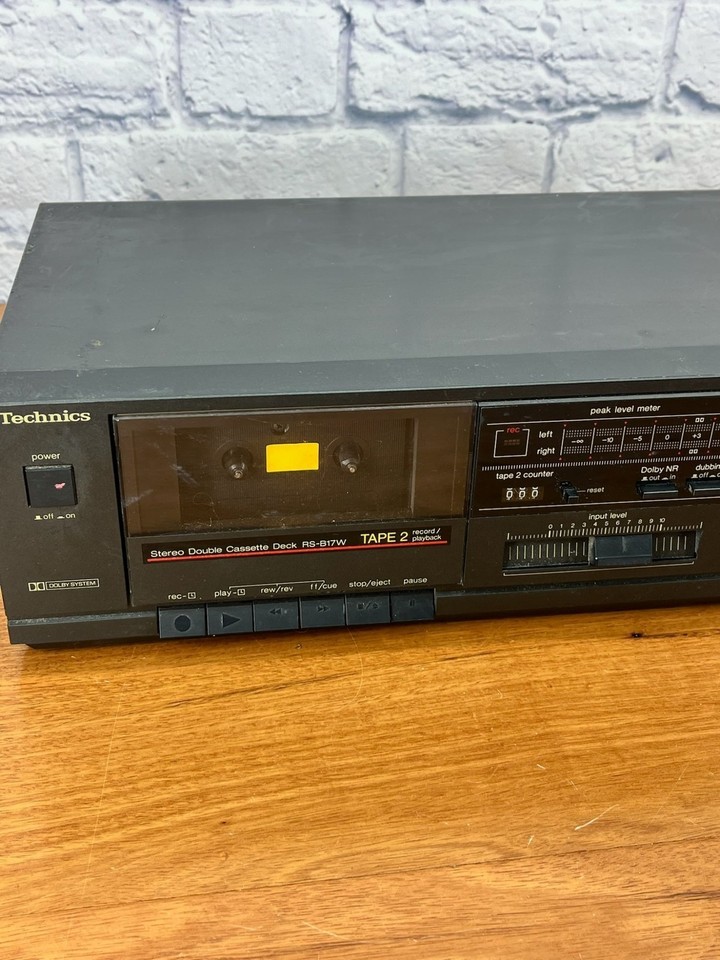 Technics
power
off on
DOLBY SYSTEM
Stereo Double Cassette Deck RS-B17W TAPE 2 record/
playback
rec- play- rew/rev ff/cue stop/eject pause
peak level meter
rec
left
right
-∞ -10 -5 0 +3
tape 2 counter
000
reset
Dolby NR
out in
input level
0 1 2 3 4 5 6 7 8 9 10